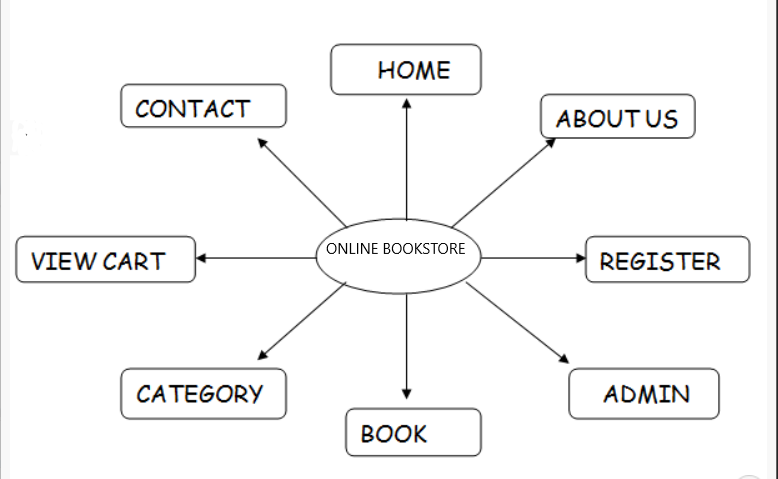 HOME
CONTACT
ABOUT US
ONLINE BOOKSTORE
VIEW CART
REGISTER
CATEGORY
ADMIN
BOOK